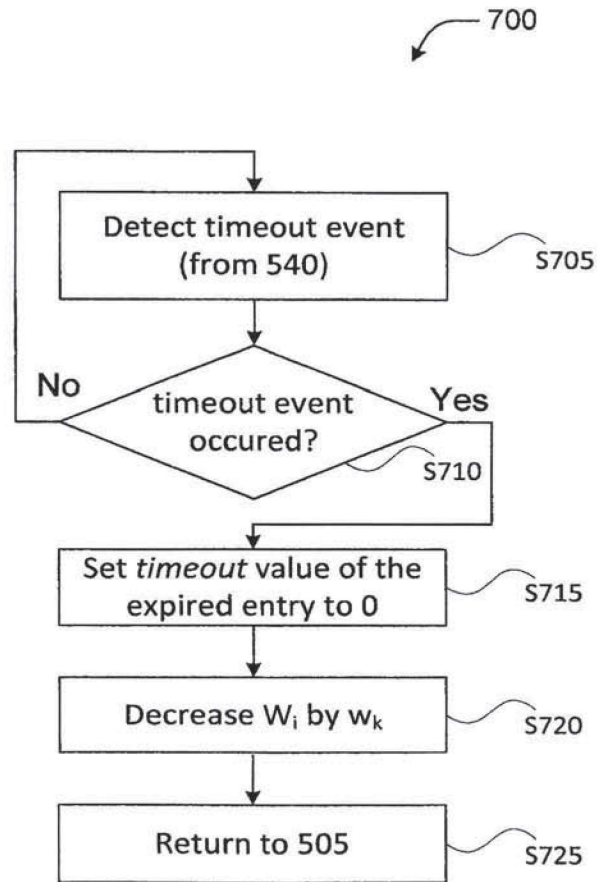 700
Detect timeout event
(from 540)
S705
No
Yes
timeout event
occured?
S710
Set timeout value of the
expired entry to 0
S715
Decrease Wi by wk
S720
Return to 505
S725